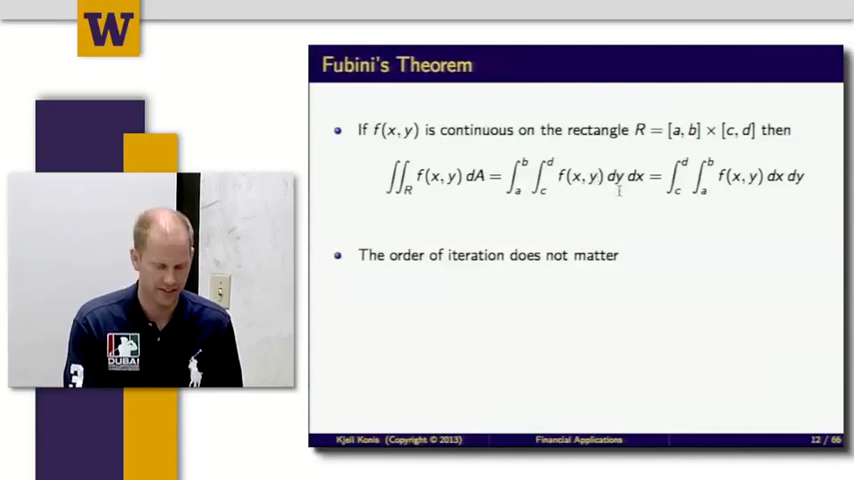 W
Fubini's Theorem
If f(x, y) is continuous on the rectangle R = [a, b] × [c, d] then
∬_R f(x, y) dA = ∫_a^b ∫_c^d f(x, y) dy dx = ∫_c^d ∫_a^b f(x, y) dx dy
The order of iteration does not matter
DUBAI
3
Kjell Konis (Copyright © 2013) Financial Applications 12 / 66